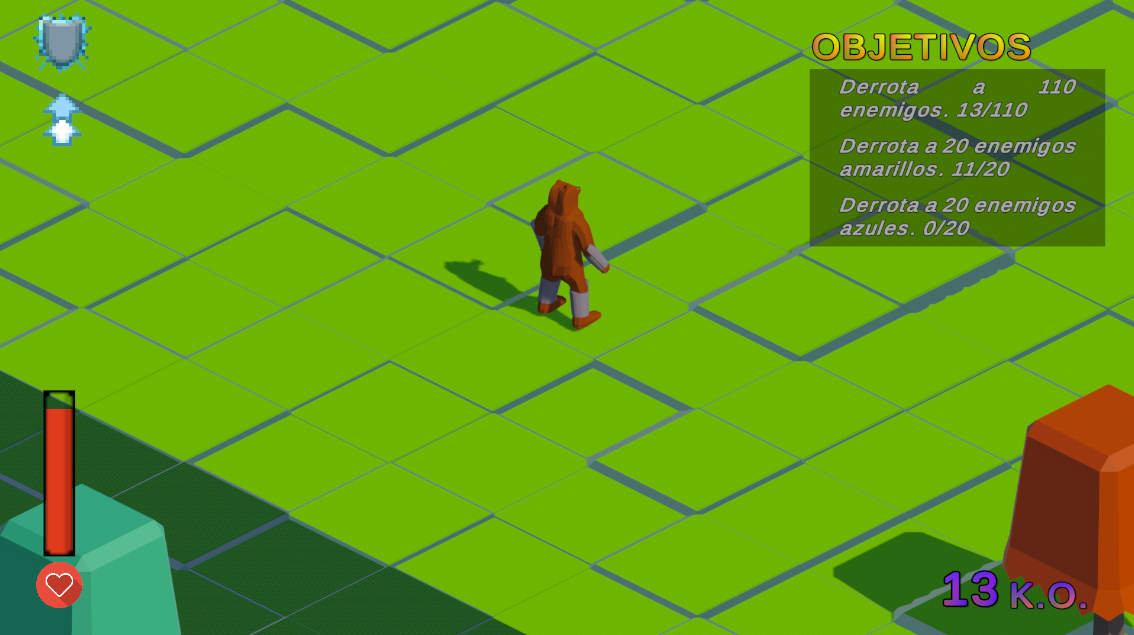 OBJETIVOS
Derrota a 110
enemigos. 13/110
Derrota a 20 enemigos
amarillos. 11/20
Derrota a 20 enemigos
azules. 0/20
13 K.O.